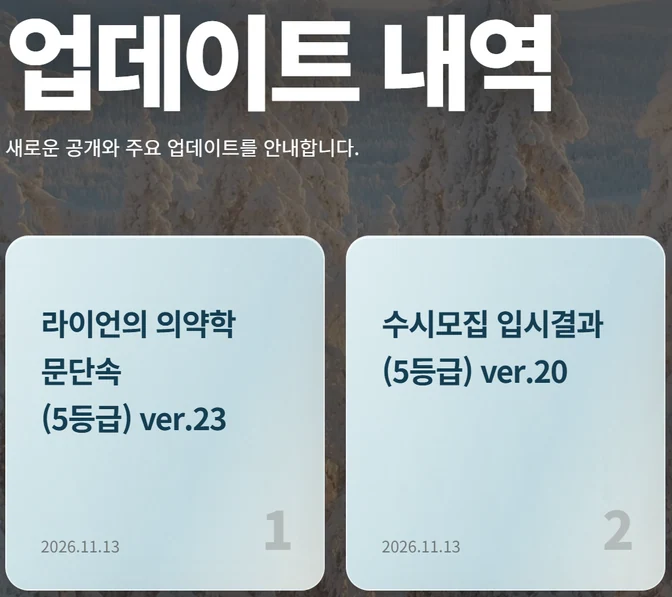 업데이트 내역
새로운 공개와 주요 업데이트를 안내합니다.
라이언의 의약학
문단속
(5등급) ver.23
2026.11.13
1
수시모집 입시결과
(5등급) ver.20
2026.11.13
2